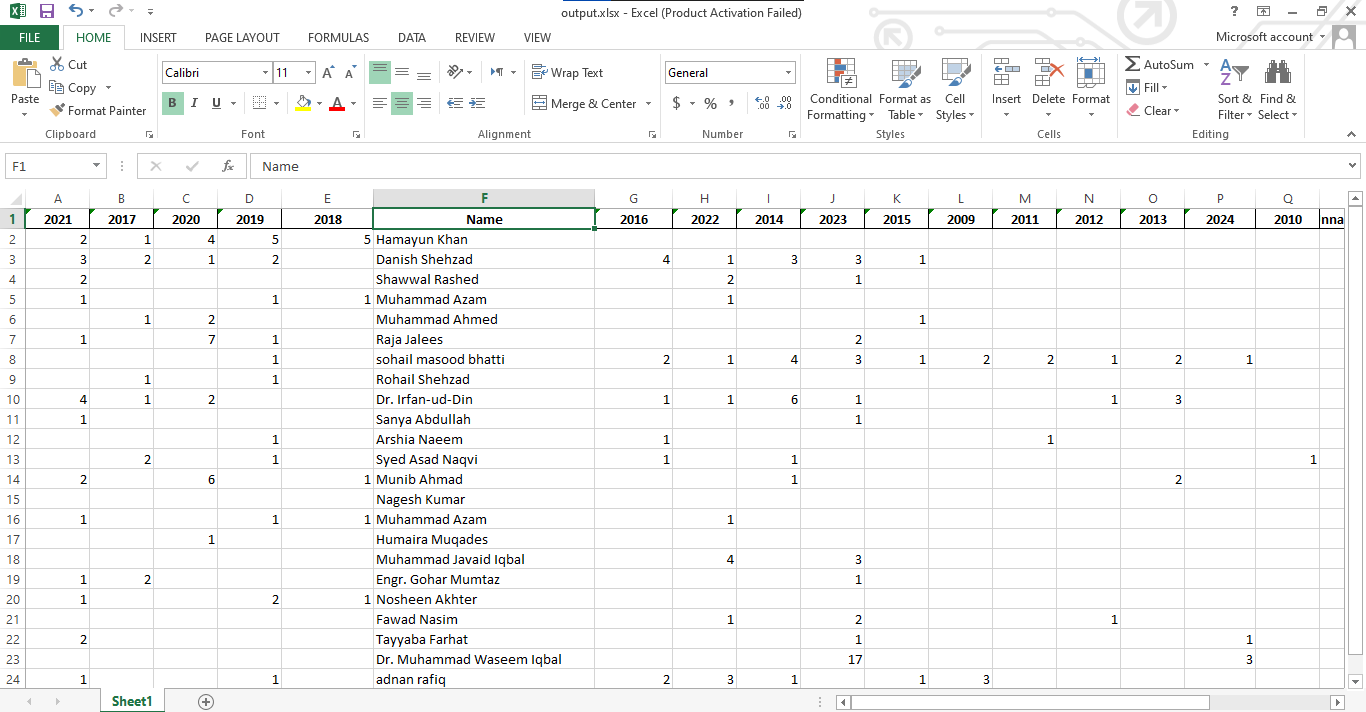 output.xlsx - Excel (Product Activation Failed)
FILE HOME INSERT PAGE LAYOUT FORMULAS DATA REVIEW VIEW Microsoft account
Paste Cut Copy Format Painter
Calibri 11 B I U A
Wrap Text
Merge & Center
General
$ % ,
Conditional Formatting Format as Table Cell Styles
Insert Delete Format
AutoSum Fill Clear
Sort & Filter Find & Select
Clipboard Font Alignment Number Styles Cells Editing
F1 fx Name
A B C D E F G H I J K L M N O P Q
1 2021 2017 2020 2019 2018 Name 2016 2022 2014 2023 2015 2009 2011 2012 2013 2024 2010 nna
2 2 1 4 5 5 Hamayun Khan
3 3 2 1 2 Danish Shehzad 4 1 3 3 1
4 2 Shawwal Rashed 2 1
5 1 1 1 Muhammad Azam 1
6 1 2 Muhammad Ahmed 1
7 1 7 1 Raja Jalees 2
8 1 sohail masood bhatti 2 1 4 3 1 2 2 1 2 1
9 1 1 Rohail Shehzad
10 4 1 2 Dr. Irfan-ud-Din 1 1 6 1 1 3
11 1 Sanya Abdullah 1
12 1 Arshia Naeem 1 1
13 2 1 Syed Asad Naqvi 1 1 1
14 2 6 1 Munib Ahmad 1 2
15 Nagesh Kumar
16 1 1 1 Muhammad Azam 1
17 1 Humaira Muqades
18 Muhammad Javaid Iqbal 4 3
19 1 2 Engr. Gohar Mumtaz 1
20 1 2 1 Nosheen Akhter
21 Fawad Nasim 1 2 1
22 2 Tayyaba Farhat 1 1
23 Dr. Muhammad Waseem Iqbal 17 3
24 1 1 adnan rafiq 2 3 1 1 3
Sheet1